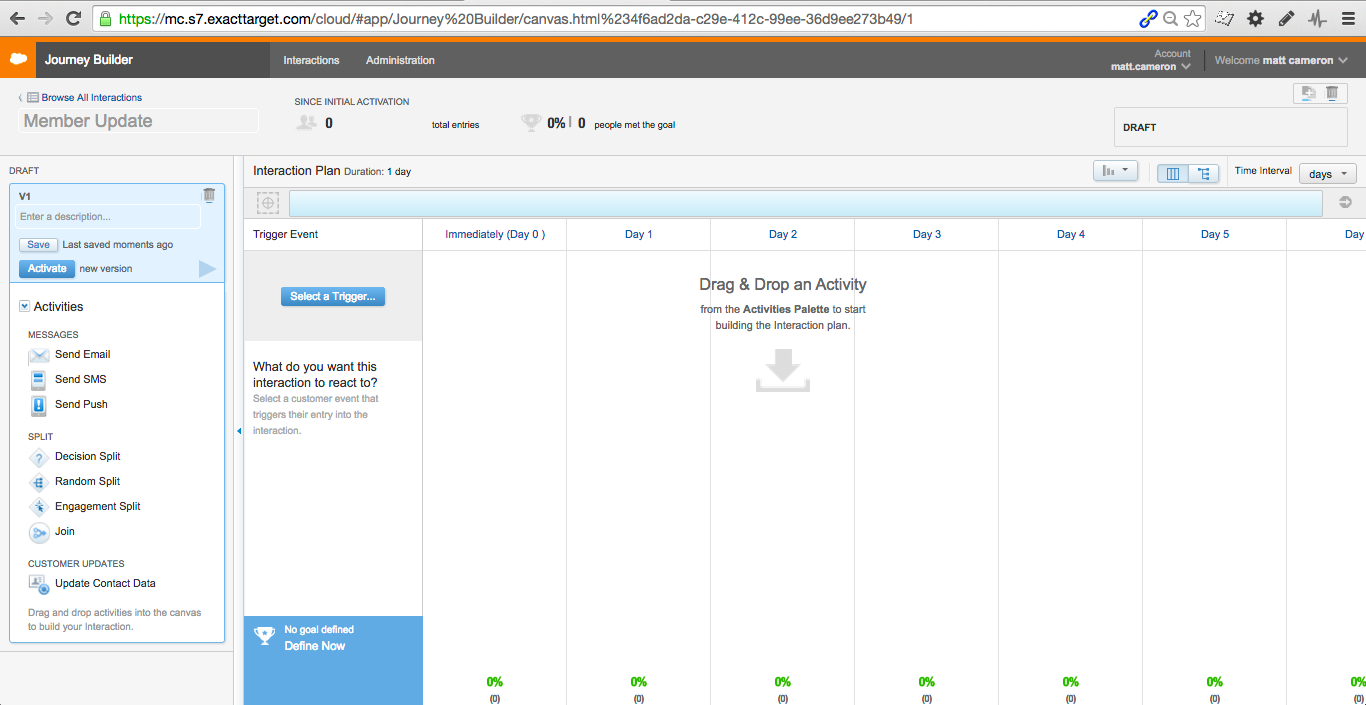 https://mc.s7.exacttarget.com/cloud/#app/Journey%20Builder/canvas.html%234f6ad2da-c29e-412c-99ee-36d9ee273b49/1
Journey Builder
Interactions
Administration
Account
matt.cameron
Welcome matt cameron
Browse All Interactions
Member Update
SINCE INITIAL ACTIVATION
0 total entries
0% | 0 people met the goal
DRAFT
DRAFT
V1
Enter a description...
Save Last saved moments ago
Activate new version
Activities
MESSAGES
Send Email
Send SMS
Send Push
SPLIT
Decision Split
Random Split
Engagement Split
Join
CUSTOMER UPDATES
Update Contact Data
Drag and drop activities into the canvas
to build your Interaction.
Interaction Plan Duration: 1 day
Time Interval days
Trigger Event
Immediately (Day 0 )
Day 1
Day 2
Day 3
Day 4
Day 5
Day
Select a Trigger...
What do you want this
interaction to react to?
Select a customer event that
triggers their entry into the
interaction.
Drag & Drop an Activity
from the Activities Palette to start
building the Interaction plan.
No goal defined
Define Now
0% 0% 0% 0% 0% 0% 0%
(0) (0) (0) (0) (0) (0) (0)